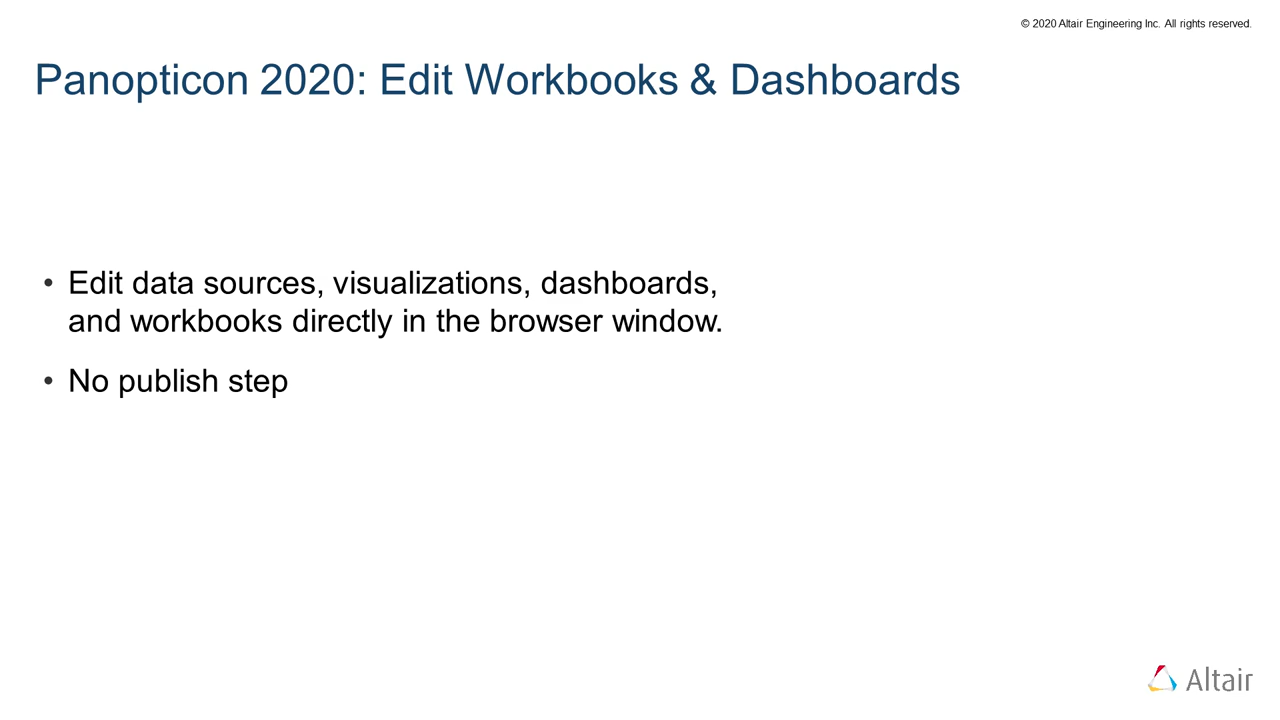 © 2020 Altair Engineering Inc. All rights reserved.
Panopticon 2020: Edit Workbooks & Dashboards
• Edit data sources, visualizations, dashboards,
and workbooks directly in the browser window.
• No publish step
Altair